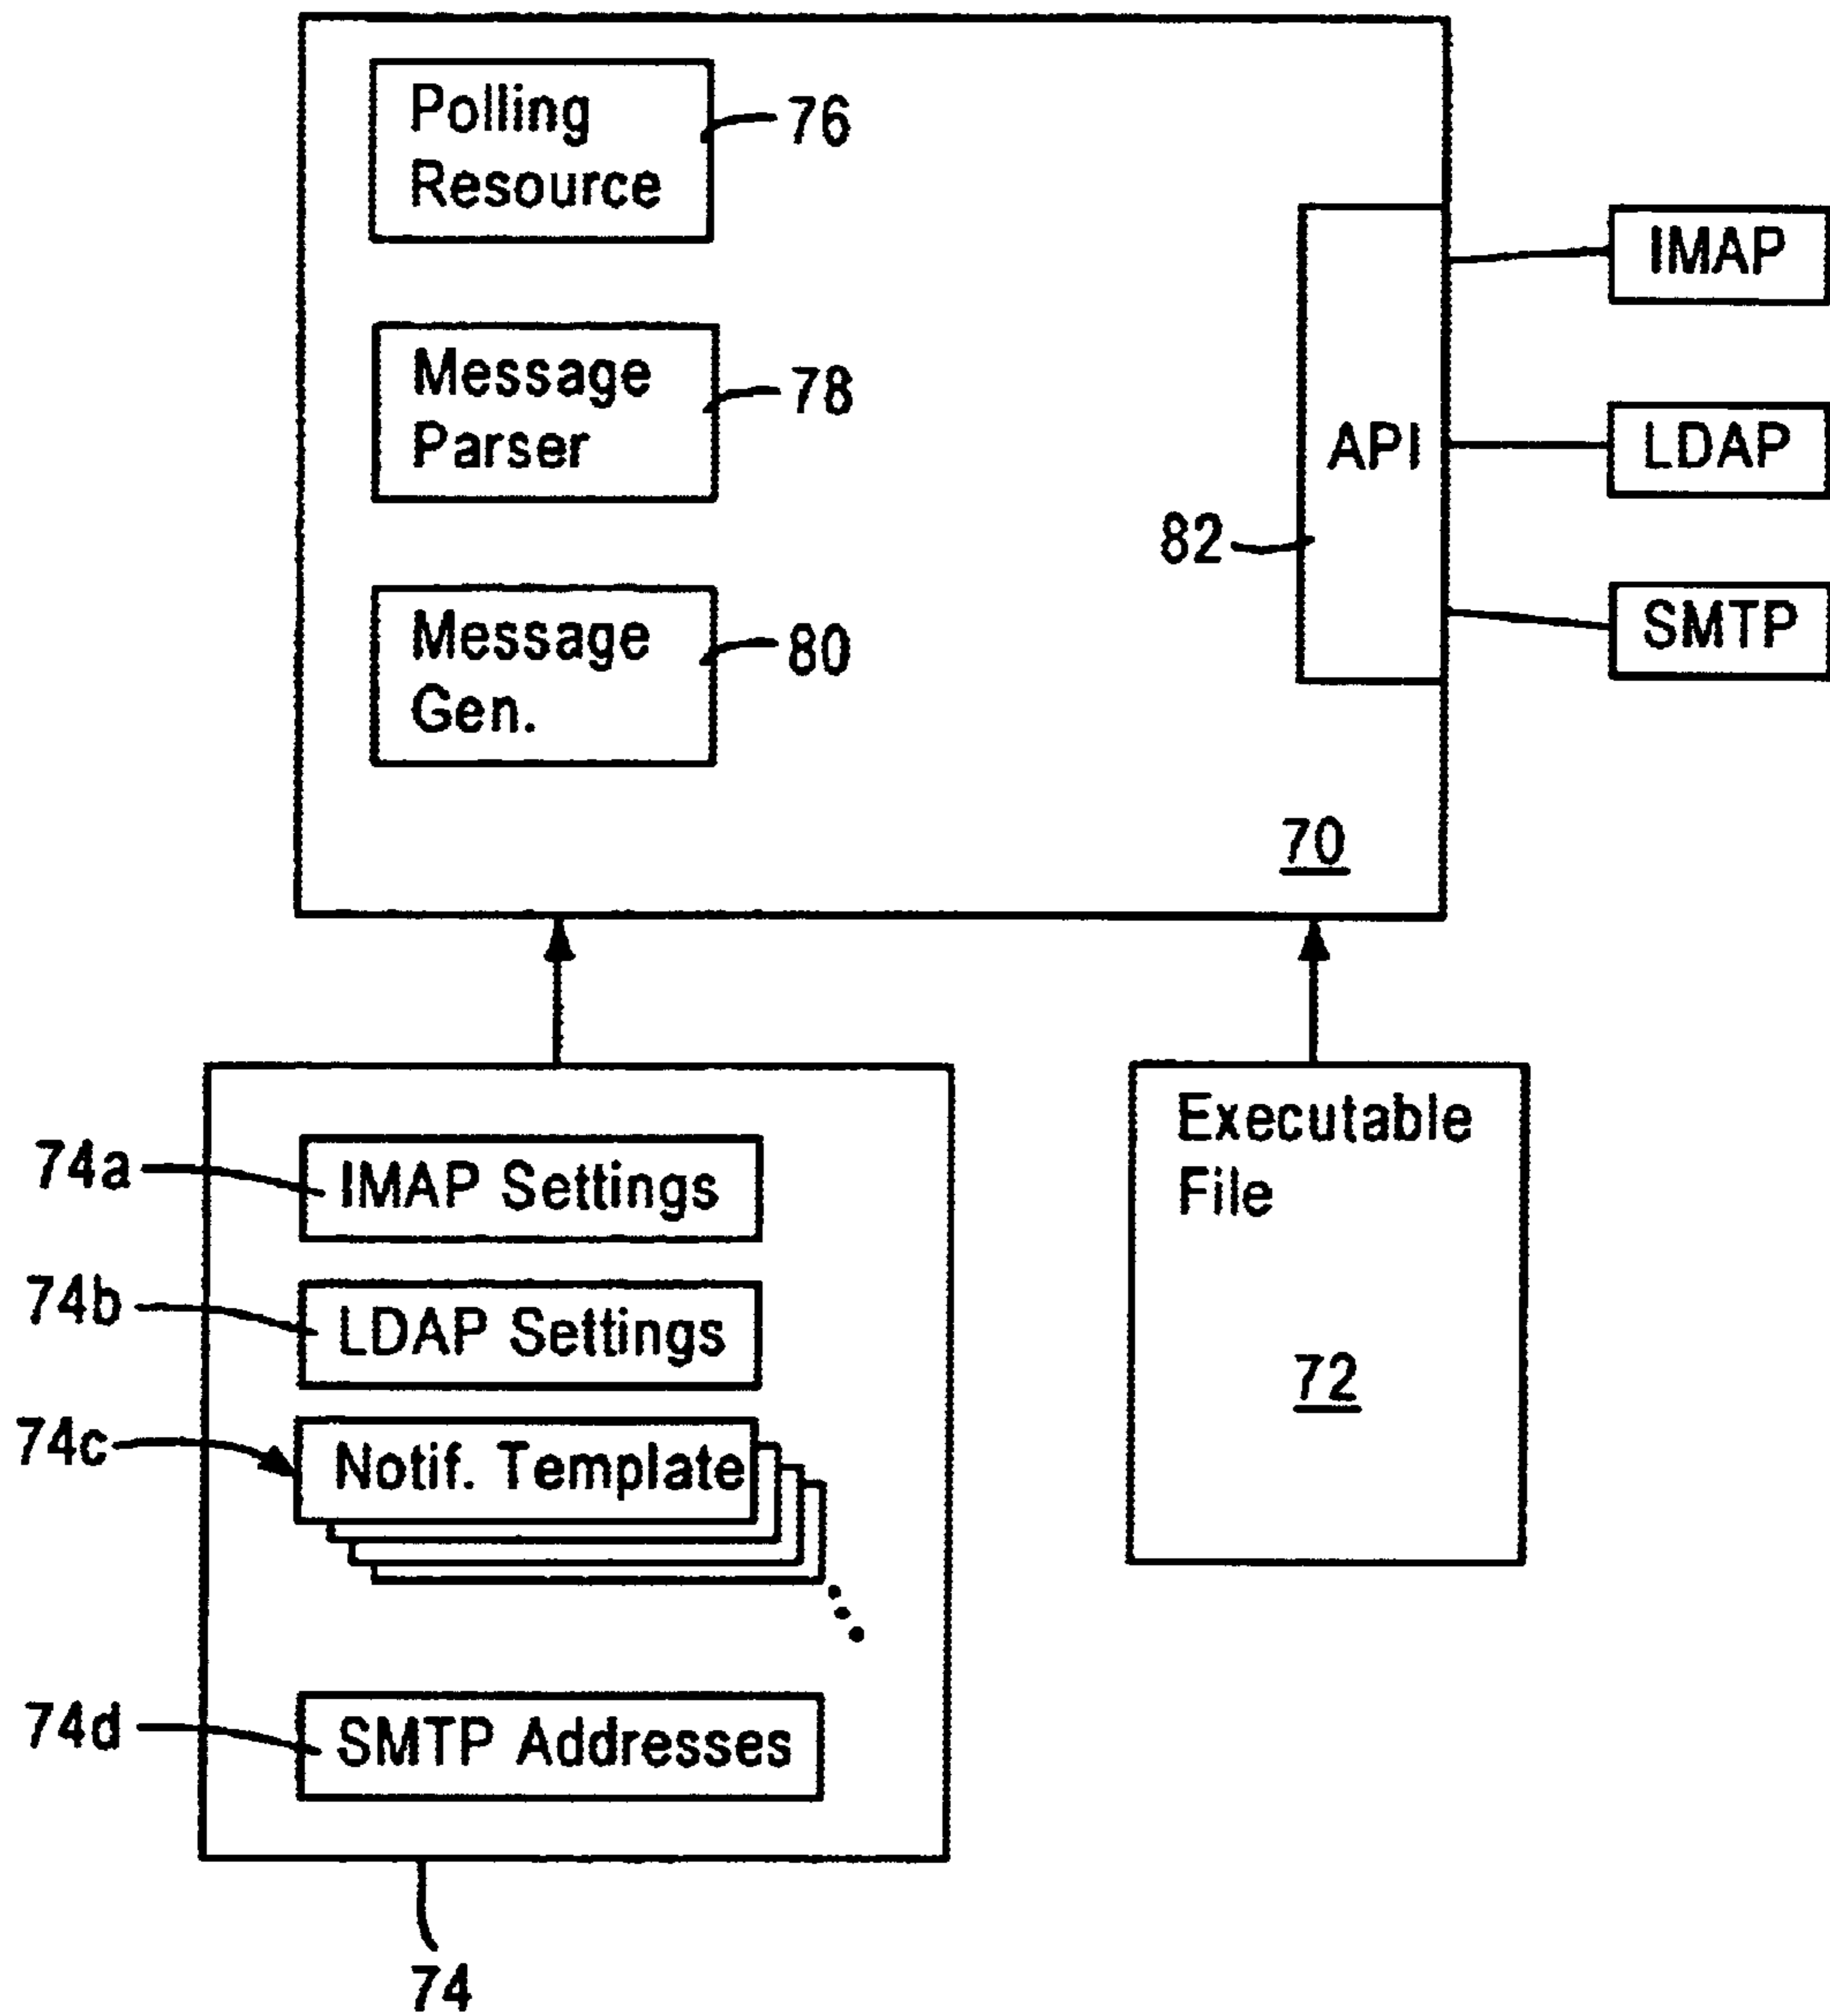 Polling
Resource
76
IMAP
Message
Parser
78
API
LDAP
82
Message
Gen.
80
SMTP
70
74a
IMAP Settings
Executable
File
74b
LDAP Settings
72
74c
Notif. Template
74d
SMTP Addresses
74